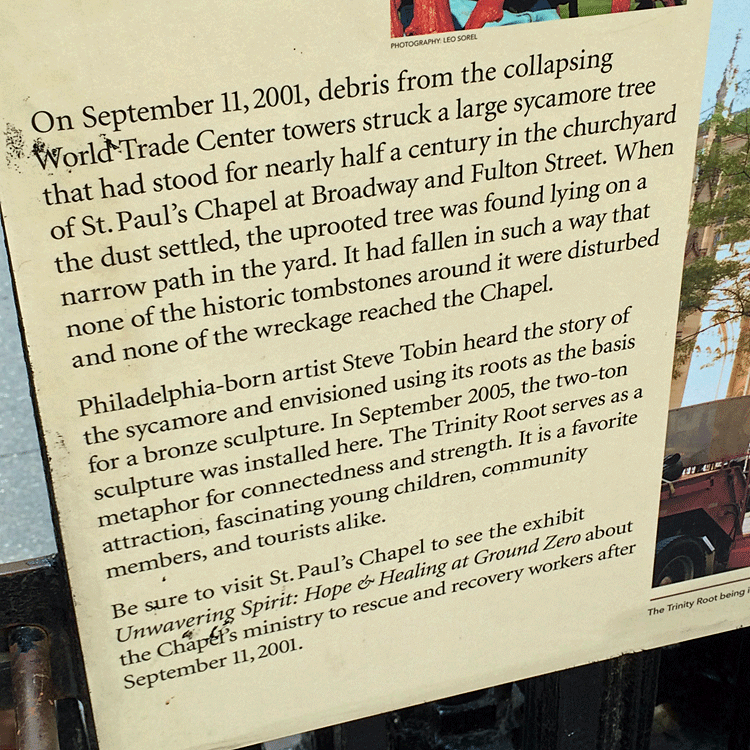 PHOTOGRAPHY: LEO SOREL
On September 11, 2001, debris from the collapsing
World Trade Center towers struck a large sycamore tree
that had stood for nearly half a century in the churchyard
of St. Paul's Chapel at Broadway and Fulton Street. When
the dust settled, the uprooted tree was found lying on a
narrow path in the yard. It had fallen in such a way that
none of the historic tombstones around it were disturbed
and none of the wreckage reached the Chapel.
Philadelphia-born artist Steve Tobin heard the story of
the sycamore and envisioned using its roots as the basis
for a bronze sculpture. In September 2005, the two-ton
sculpture was installed here. The Trinity Root serves as a
metaphor for connectedness and strength. It is a favorite
attraction, fascinating young children, community
members, and tourists alike.
Be sure to visit St. Paul's Chapel to see the exhibit
Unwavering Spirit: Hope & Healing at Ground Zero about
the Chapel's ministry to rescue and recovery workers after
September 11, 2001.
The Trinity Root being